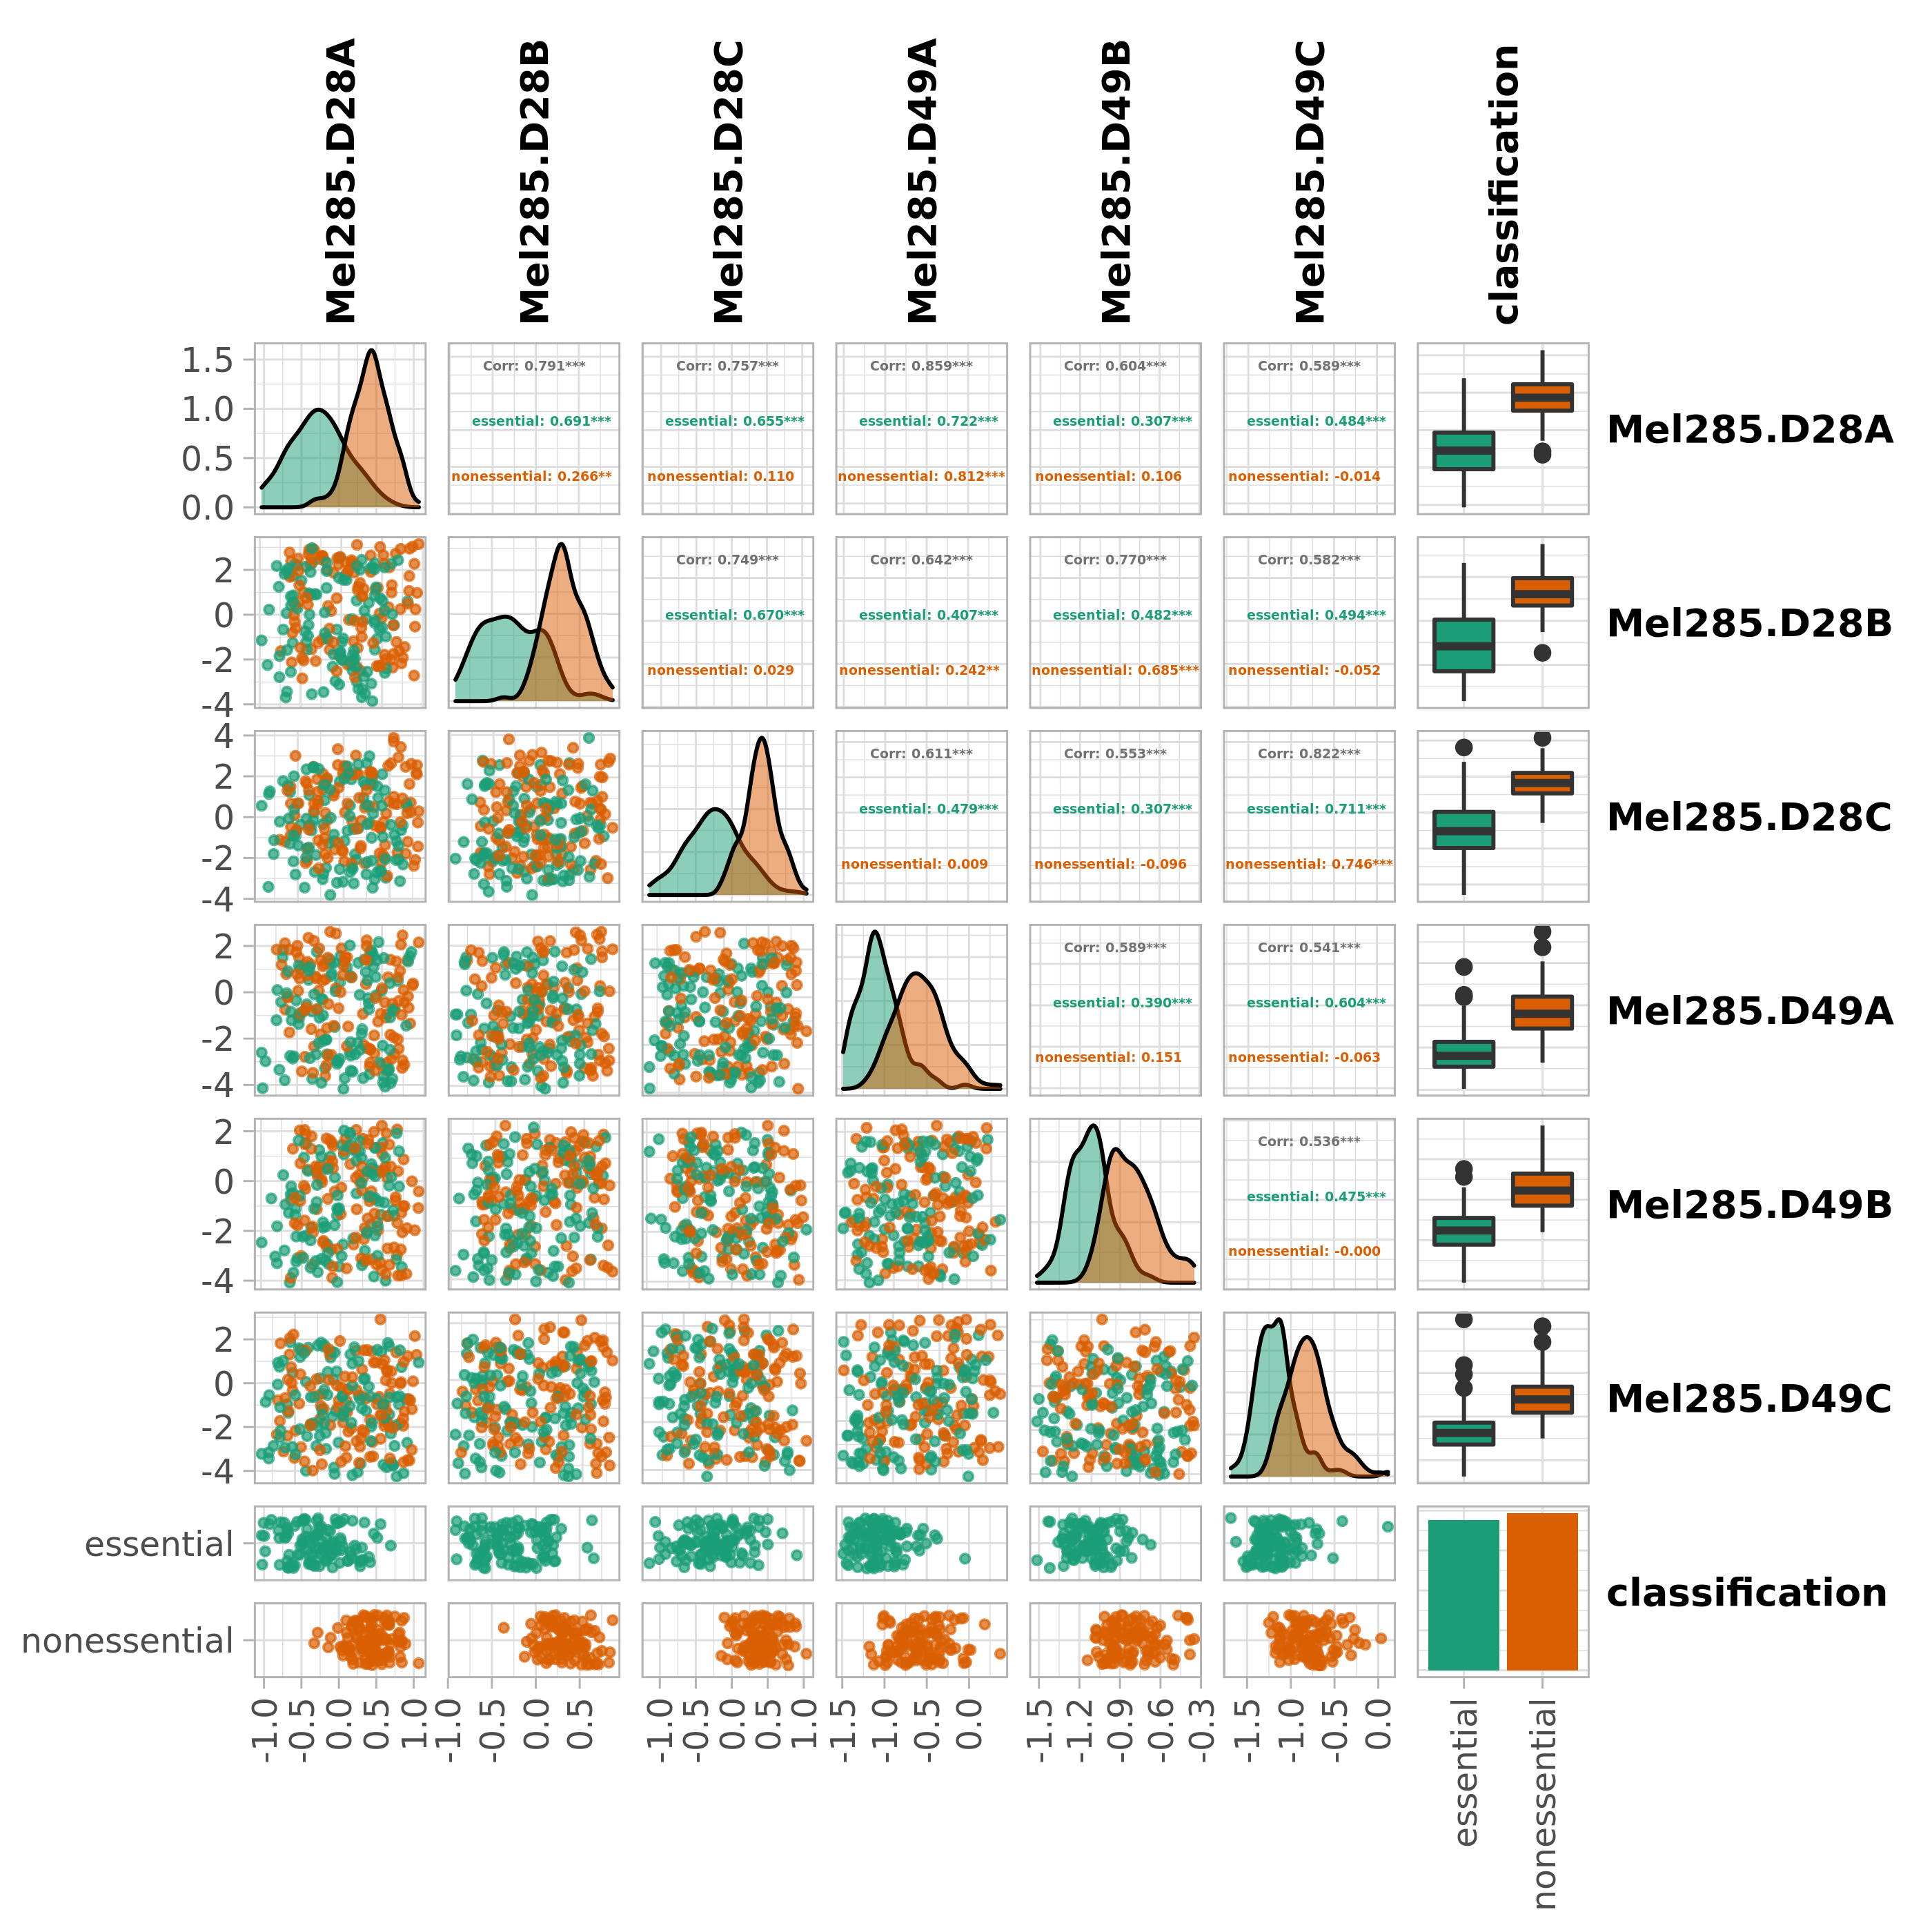 Mel285.D28A
Mel285.D28B
Mel285.D28C
Mel285.D49A
Mel285.D49B
Mel285.D49C
classification
1.5
1.0
0.5
0.0
Corr: 0.791***
essential: 0.691***
nonessential: 0.266**
Corr: 0.757***
essential: 0.655***
nonessential: 0.110
Corr: 0.859***
essential: 0.722***
nonessential: 0.812***
Corr: 0.604***
essential: 0.307***
nonessential: 0.106
Corr: 0.589***
essential: 0.484***
nonessential: -0.014
Mel285.D28A
2
0
-2
-4
Corr: 0.749***
essential: 0.670***
nonessential: 0.029
Corr: 0.642***
essential: 0.407***
nonessential: 0.242**
Corr: 0.770***
essential: 0.482***
nonessential: 0.685***
Corr: 0.582***
essential: 0.494***
nonessential: -0.052
Mel285.D28B
4
2
0
-2
-4
Corr: 0.611***
essential: 0.479***
nonessential: 0.009
Corr: 0.553***
essential: 0.307***
nonessential: -0.096
Corr: 0.822***
essential: 0.711***
nonessential: 0.746***
Mel285.D28C
2
0
-2
-4
Corr: 0.589***
essential: 0.390***
nonessential: 0.151
Corr: 0.541***
essential: 0.604***
nonessential: -0.063
Mel285.D49A
2
0
-2
-4
Corr: 0.536***
essential: 0.475***
nonessential: -0.000
Mel285.D49B
2
0
-2
-4
Mel285.D49C
essential
nonessential
classification
-1.0
-0.5
0.0
0.5
1.0
-1.0
-0.5
0.0
0.5
-1.0
-0.5
0.0
0.5
1.0
-1.5
-1.0
-0.5
0.0
-1.5
-1.2
-0.9
-0.6
-0.3
-1.5
-1.0
-0.5
0.0
essential
nonessential